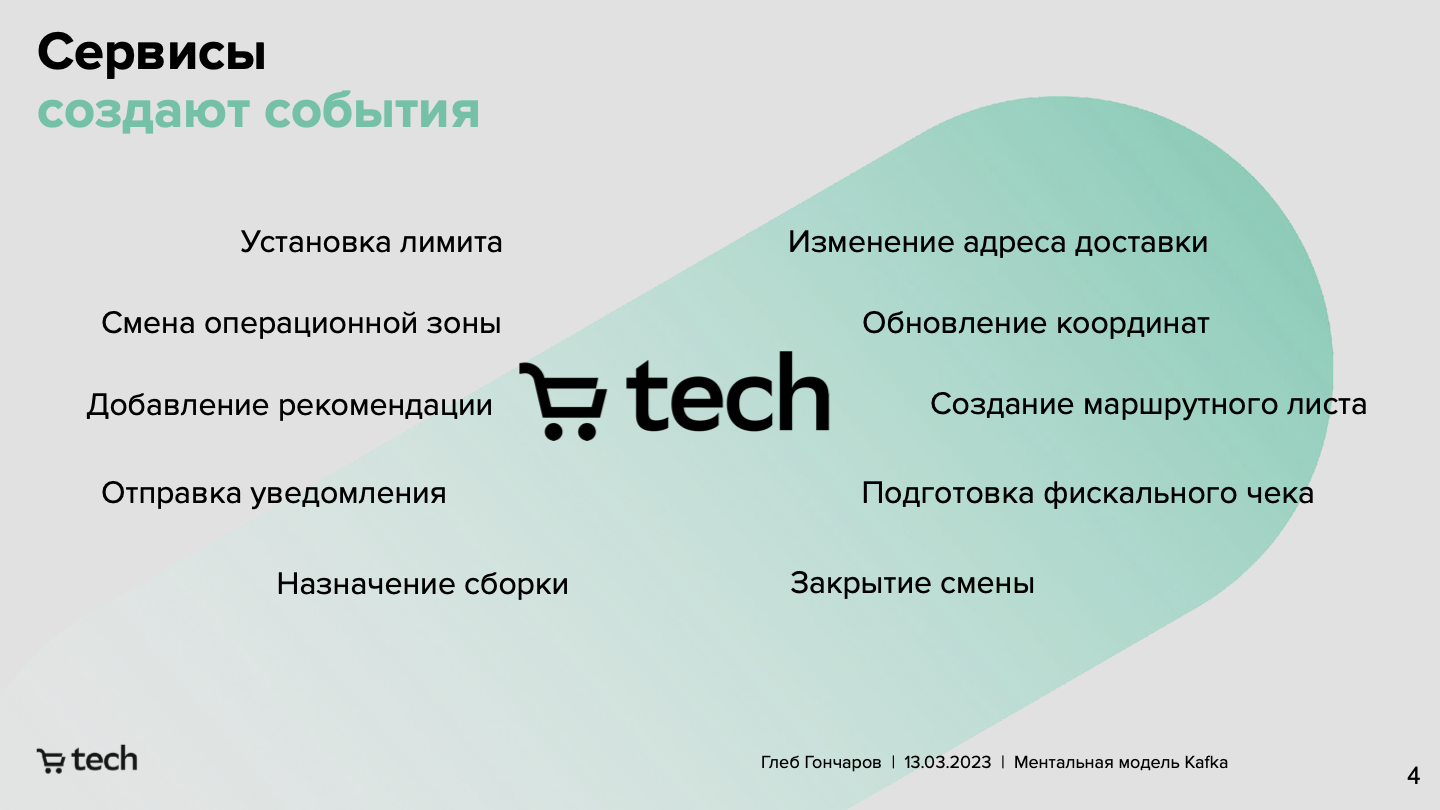 Сервисы
создают события
Установка лимита
Изменение адреса доставки
Смена операционной зоны
Обновление координат
Добавление рекомендации
tech
Создание маршрутного листа
Отправка уведомления
Подготовка фискального чека
Назначение сборки
Закрытие смены
tech
Глеб Гончаров | 13.03.2023 | Ментальная модель Kafka
4